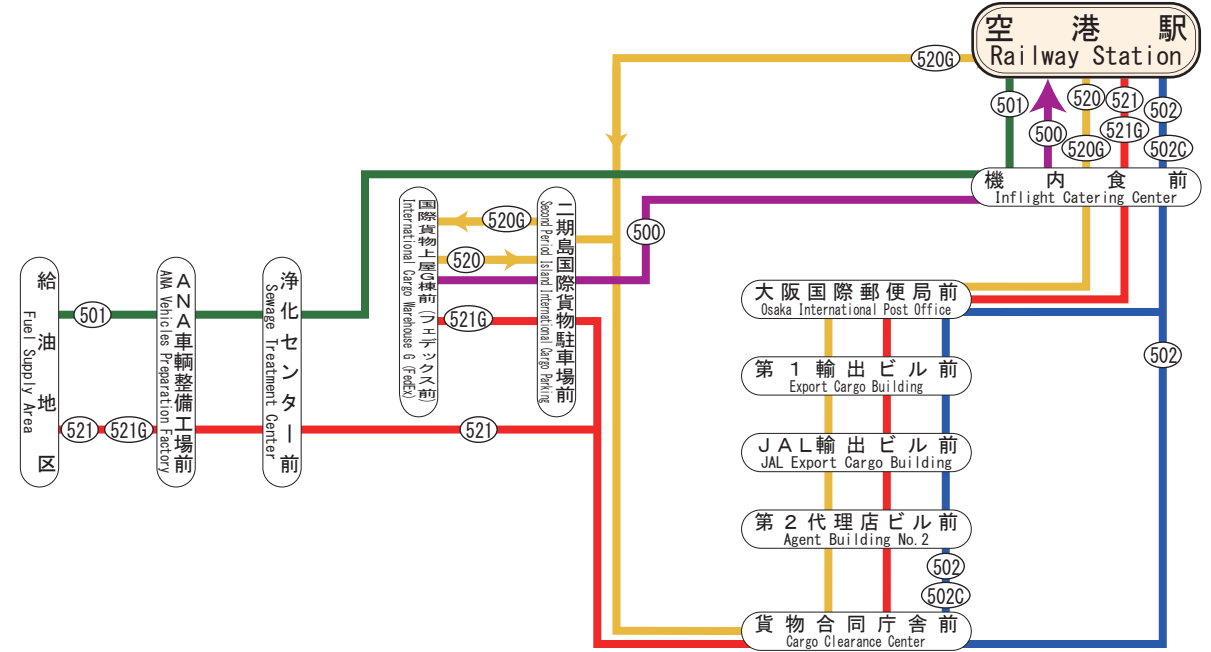 空港駅
Railway Station
520G
501
500
520
520G
521
521G
502
502C
機内食前
Inflight Catering Center
国際貨物上屋G棟前(フェデックス前)
International Cargo Warehouse G (FedEx)
520G
520
521G
二期島国際貨物駐車場前
Second Period Island International Cargo Parking
500
給油地区
Fuel Supply Area
501
521
521G
ANA車輌整備工場前
ANA Vehicles Preparation Factory
浄化センター前
Sewage Treatment Center
521
大阪国際郵便局前
Osaka International Post Office
502
第1輸出ビル前
Export Cargo Building
JAL輸出ビル前
JAL Export Cargo Building
第2代理店ビル前
Agent Building No.2
502
502C
貨物合同庁舎前
Cargo Clearance Center